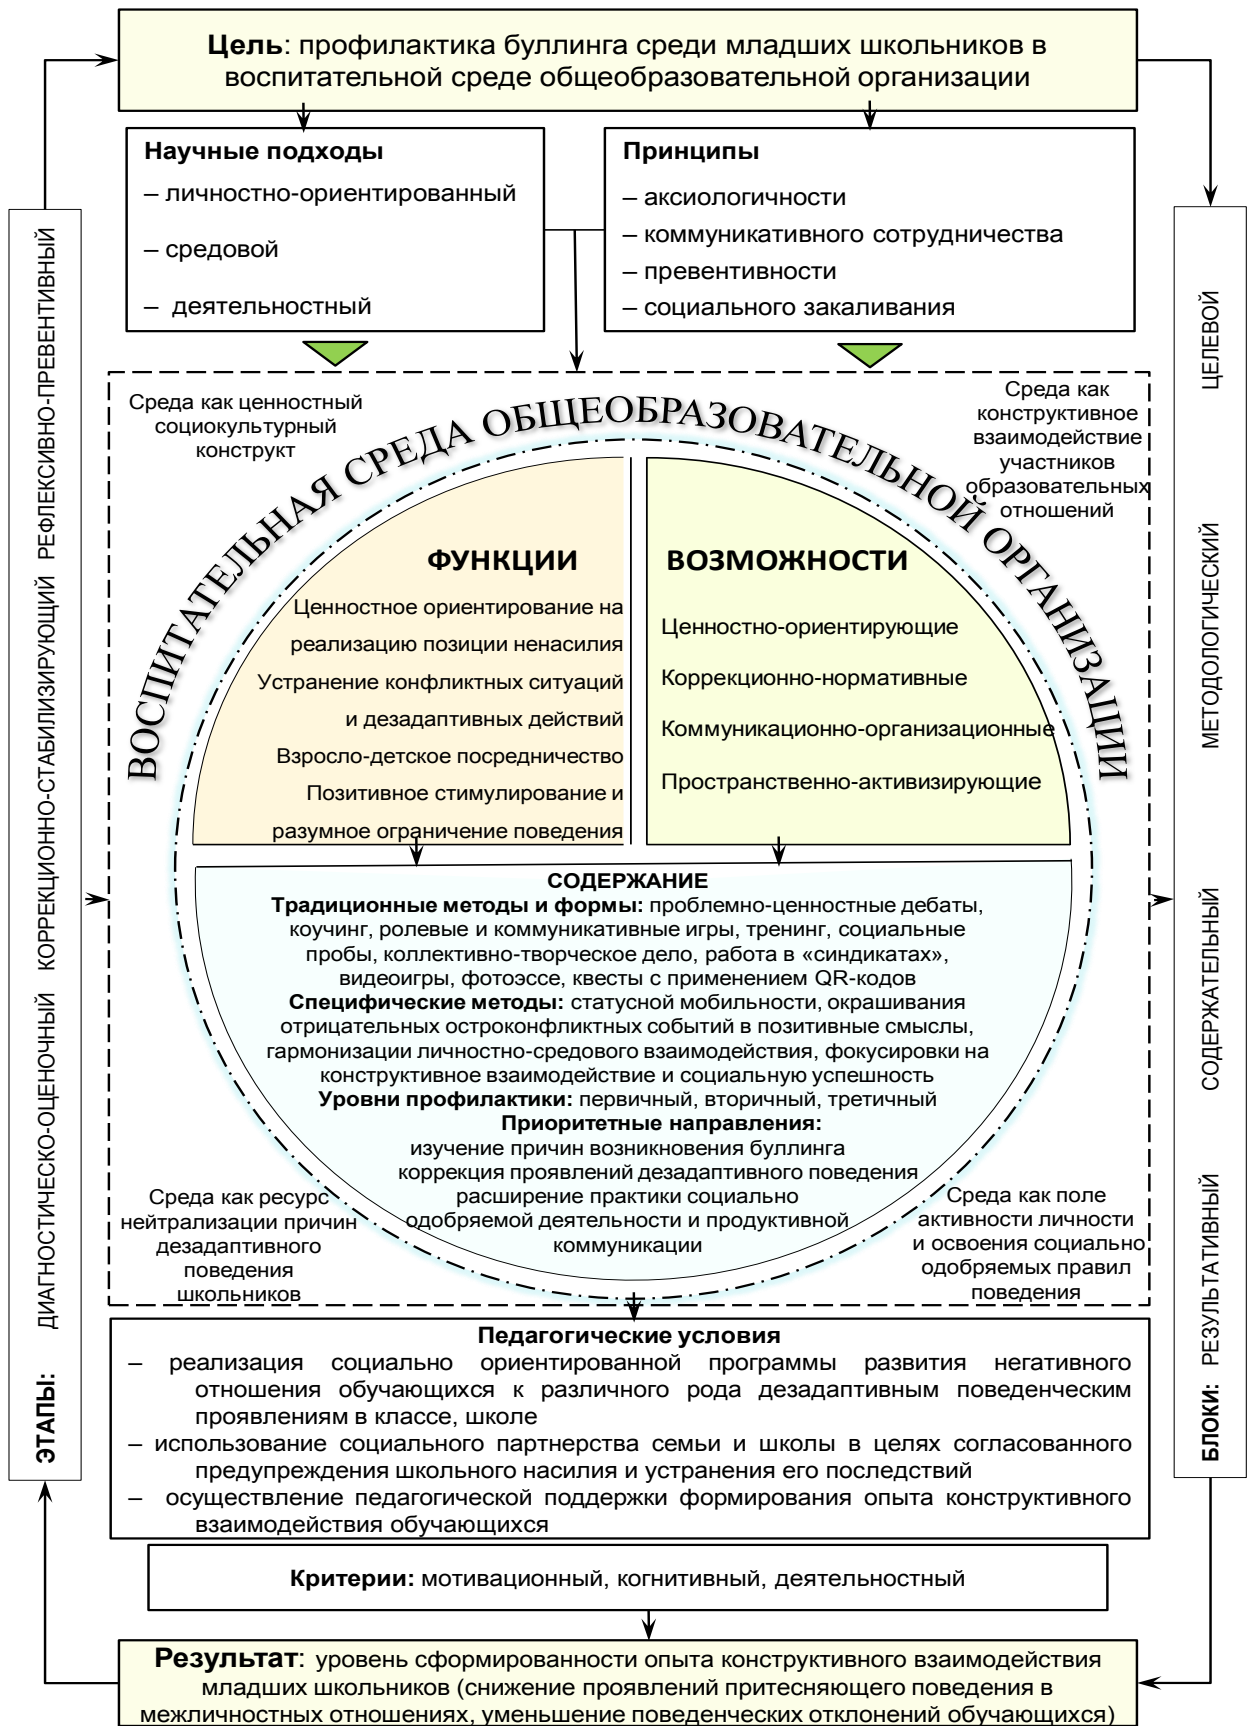 Цель: профилактика буллинга среди младших школьников в
воспитательной среде общеобразовательной организации
Научные подходы
– личностно-ориентированный
– средовой
– деятельностный
Принципы
– аксиологичности
– коммуникативного сотрудничества
– превентивности
– социального закаливания
ЭТАПЫ: ДИАГНОСТИЧЕСКО-ОЦЕНОЧНЫЙ КОРРЕКЦИОННО-СТАБИЛИЗИРУЮЩИЙ РЕФЛЕКСИВНО-ПРЕВЕНТИВНЫЙ
БЛОКИ: РЕЗУЛЬТАТИВНЫЙ СОДЕРЖАТЕЛЬНЫЙ МЕТОДОЛОГИЧЕСКИЙ ЦЕЛЕВОЙ
Среда как ценностный
социокультурный
конструкт
Среда как
конструктивное
взаимодействие
участников
образовательных
отношений
ВОСПИТАТЕЛЬНАЯ СРЕДА ОБЩЕОБРАЗОВАТЕЛЬНОЙ ОРГАНИЗАЦИИ
ФУНКЦИИ
Ценностное ориентирование на
реализацию позиции ненасилия
Устранение конфликтных ситуаций
и дезадаптивных действий
Взросло-детское посредничество
Позитивное стимулирование и
разумное ограничение поведения
ВОЗМОЖНОСТИ
Ценностно-ориентирующие
Коррекционно-нормативные
Коммуникационно-организационные
Пространственно-активизирующие
СОДЕРЖАНИЕ
Традиционные методы и формы: проблемно-ценностные дебаты,
коучинг, ролевые и коммуникативные игры, тренинг, социальные
пробы, коллективно-творческое дело, работа в «синдикатах»,
видеоигры, фотоэссе, квесты с применением QR-кодов
Специфические методы: статусной мобильности, окрашивания
отрицательных остроконфликтных событий в позитивные смыслы,
гармонизации личностно-средового взаимодействия, фокусировки на
конструктивное взаимодействие и социальную успешность
Уровни профилактики: первичный, вторичный, третичный
Приоритетные направления:
изучение причин возникновения буллинга
коррекция проявлений дезадаптивного поведения
расширение практики социально
одобряемой деятельности и продуктивной
коммуникации
Среда как ресурс
нейтрализации причин
дезадаптивного
поведения
школьников
Среда как поле
активности личности
и освоения социально
одобряемых правил
поведения
Педагогические условия
– реализация социально ориентированной программы развития негативного
отношения обучающихся к различного рода дезадаптивным поведенческим
проявлениям в классе, школе
– использование социального партнерства семьи и школы в целях согласованного
предупреждения школьного насилия и устранения его последствий
– осуществление педагогической поддержки формирования опыта конструктивного
взаимодействия обучающихся
Критерии: мотивационный, когнитивный, деятельностный
Результат: уровень сформированности опыта конструктивного взаимодействия
младших школьников (снижение проявлений притесняющего поведения в
межличностных отношениях, уменьшение поведенческих отклонений обучающихся)